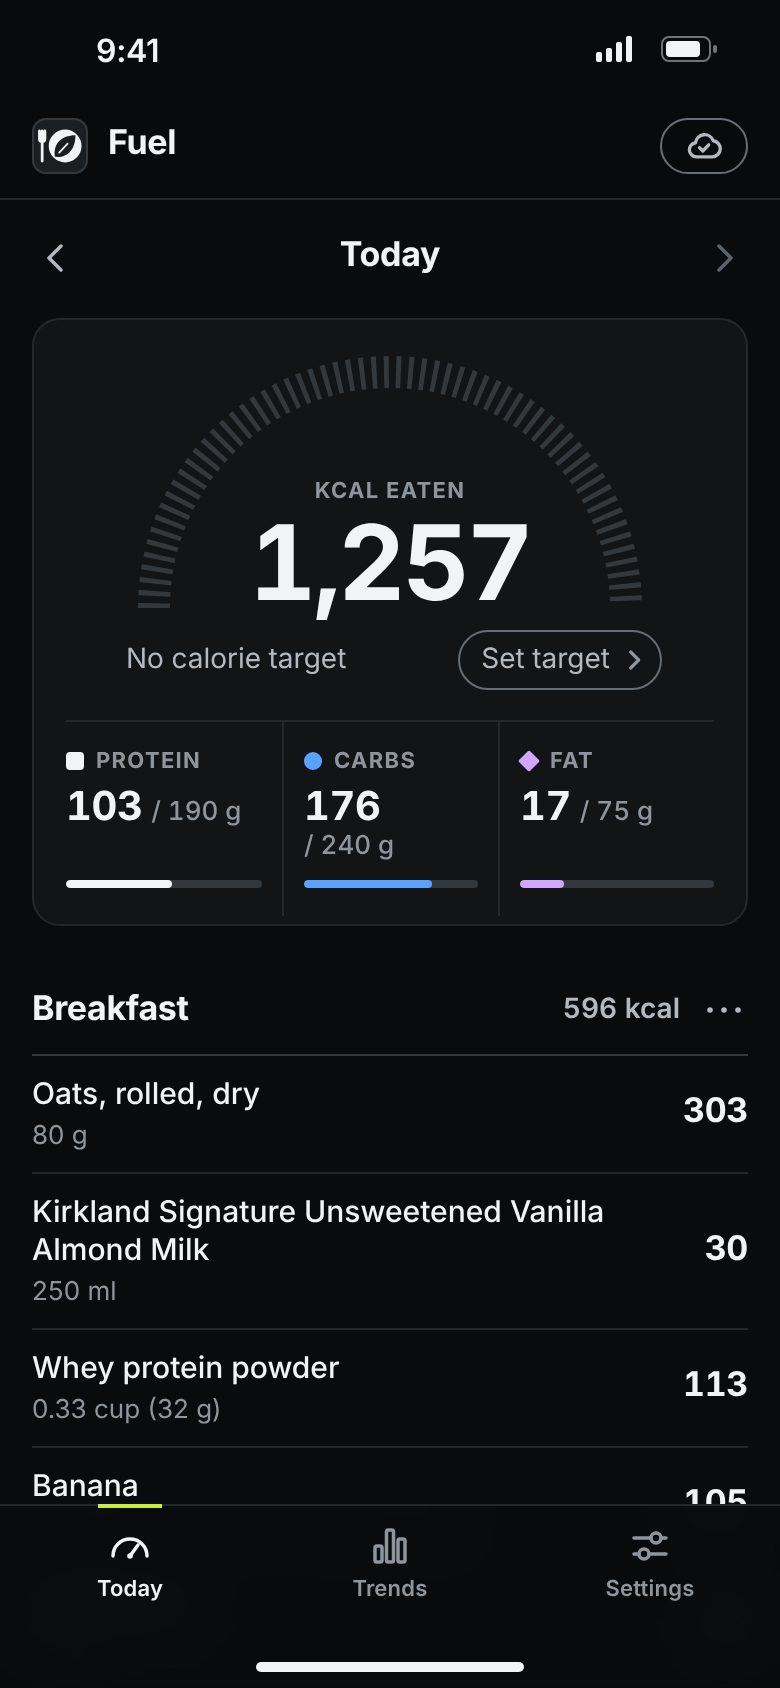 9:41
Fuel
Today
KCAL EATEN
1,257
No calorie target
Set target
PROTEIN
103 / 190 g
CARBS
176
/ 240 g
FAT
17 / 75 g
Breakfast
596 kcal
Oats, rolled, dry
80 g
303
Kirkland Signature Unsweetened Vanilla
Almond Milk
250 ml
30
Whey protein powder
0.33 cup (32 g)
113
Banana
105
Today
Trends
Settings